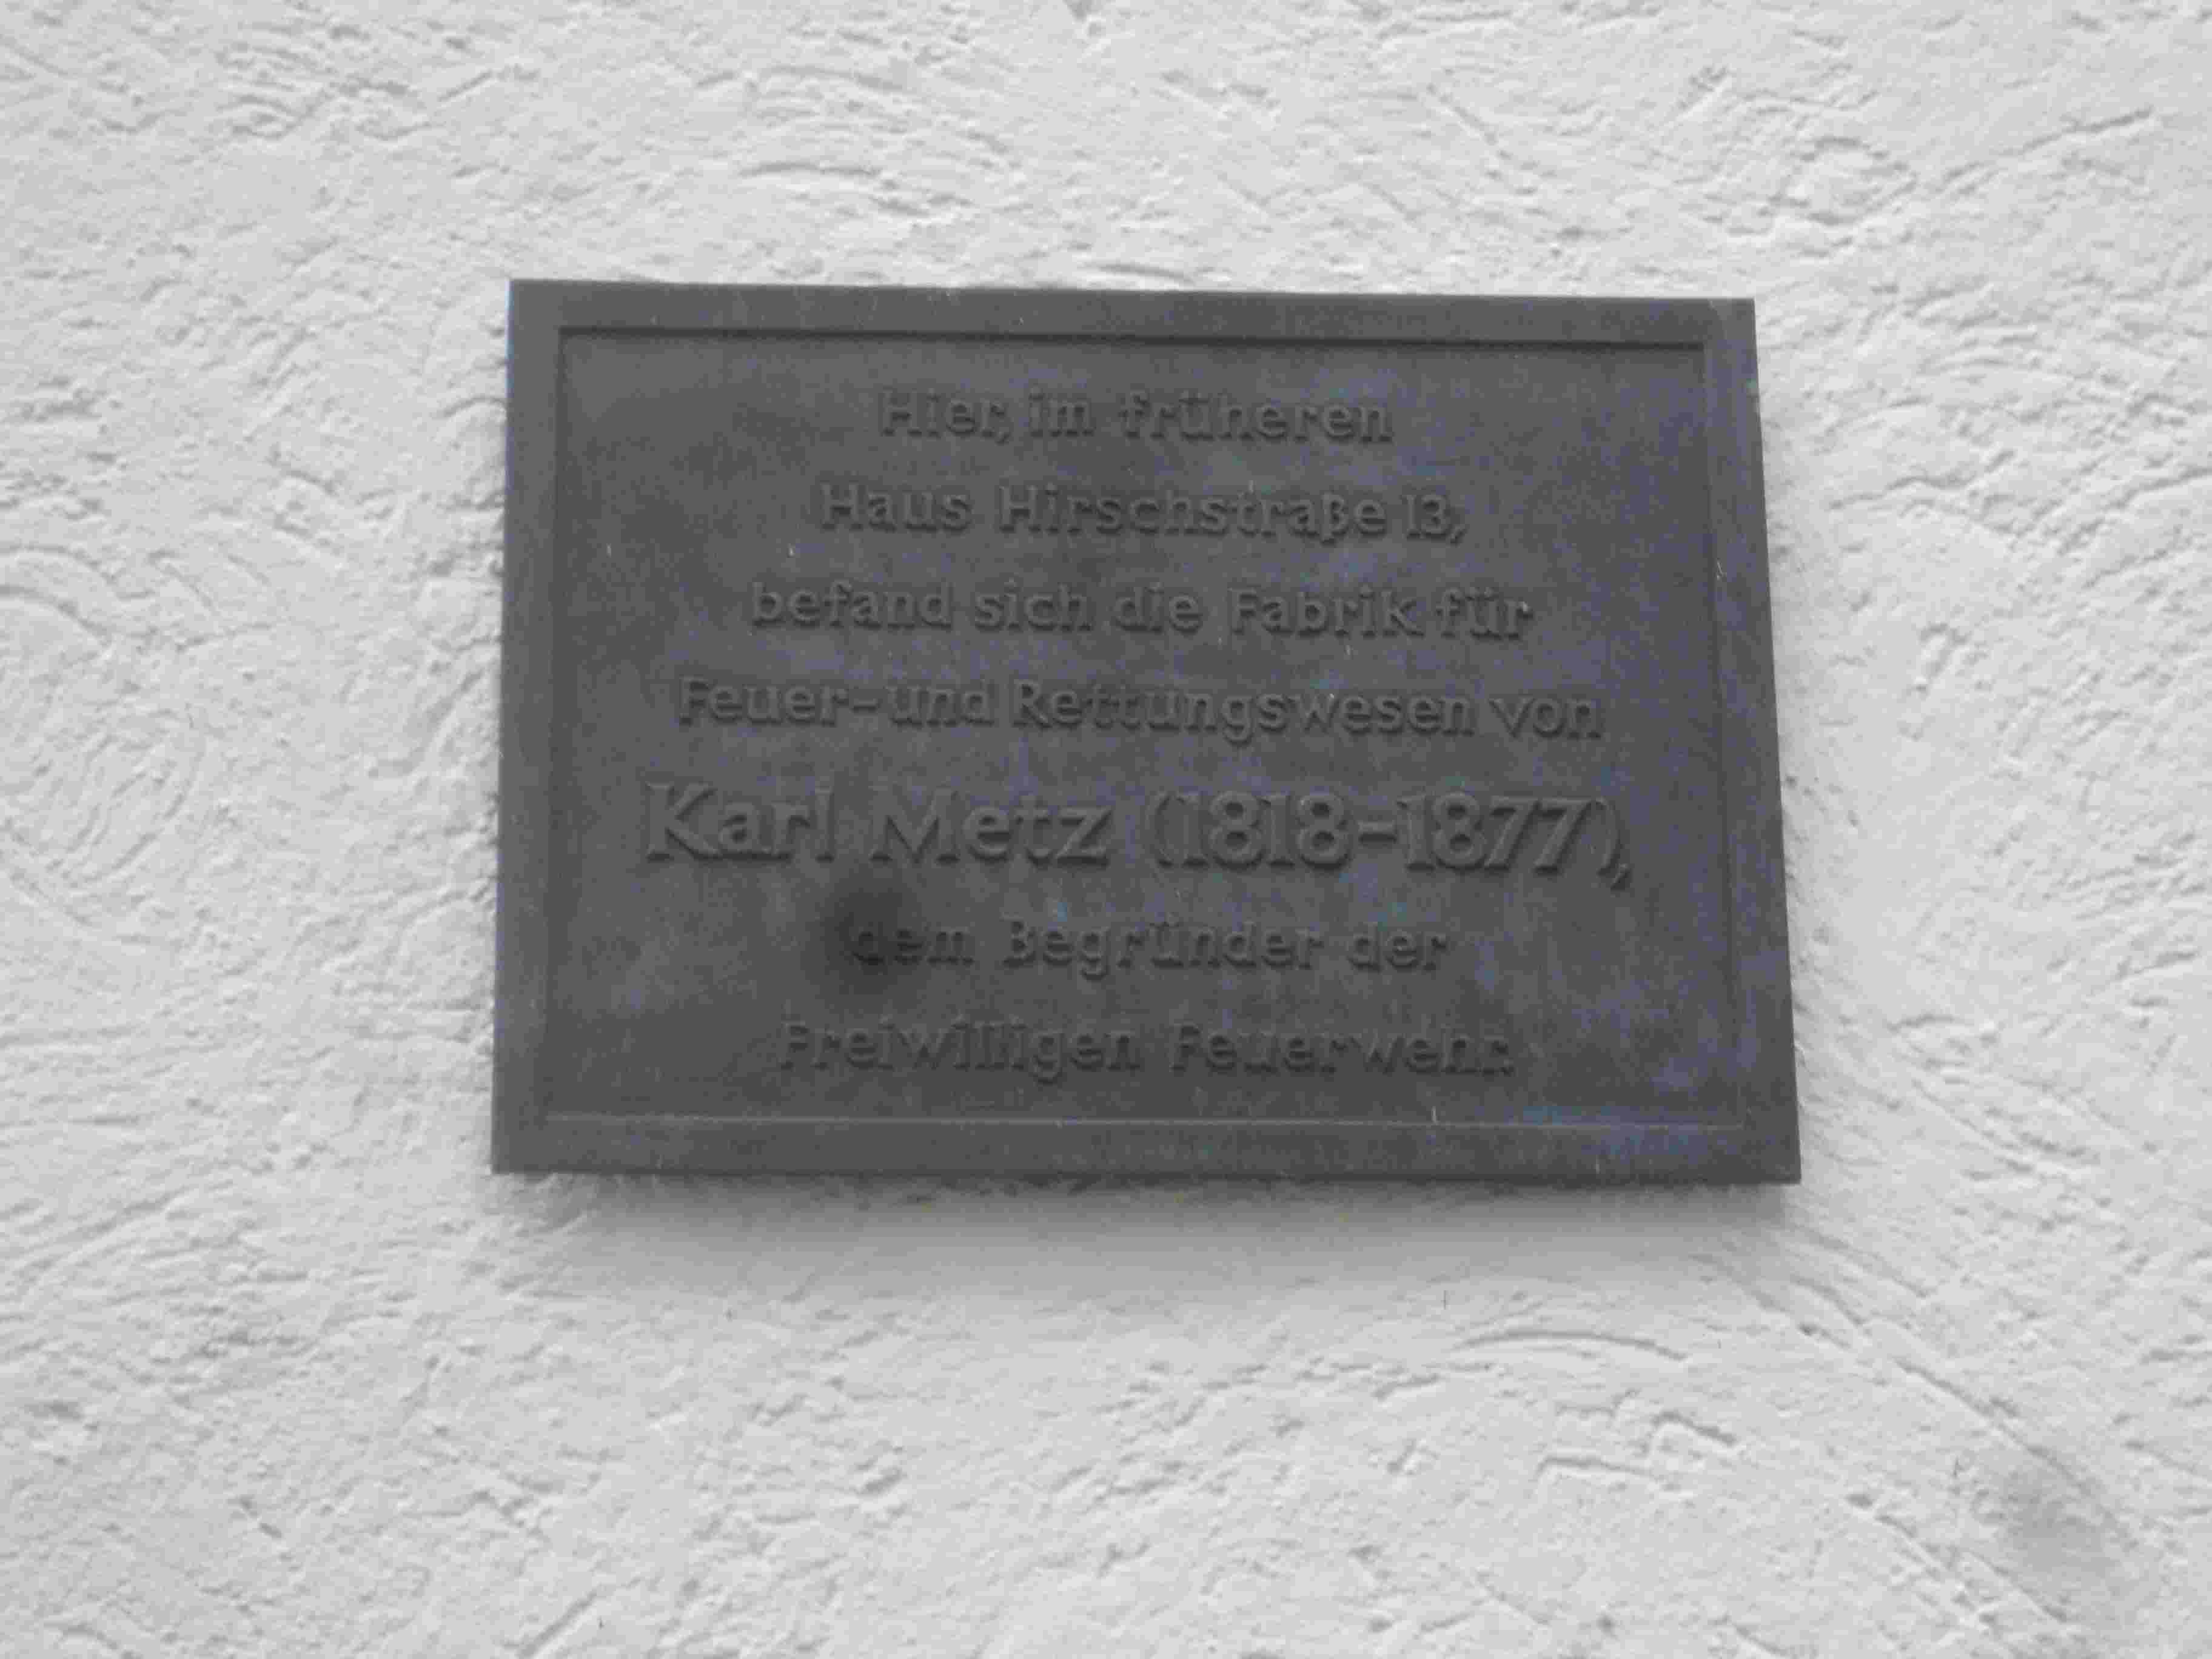 Hier, im früheren
Haus Hirschstraße 13,
befand sich die Fabrik für
Feuer- und Rettungswesen von
Karl Metz (1818-1877),
dem Begründer der
Freiwilligen Feuerwehr.